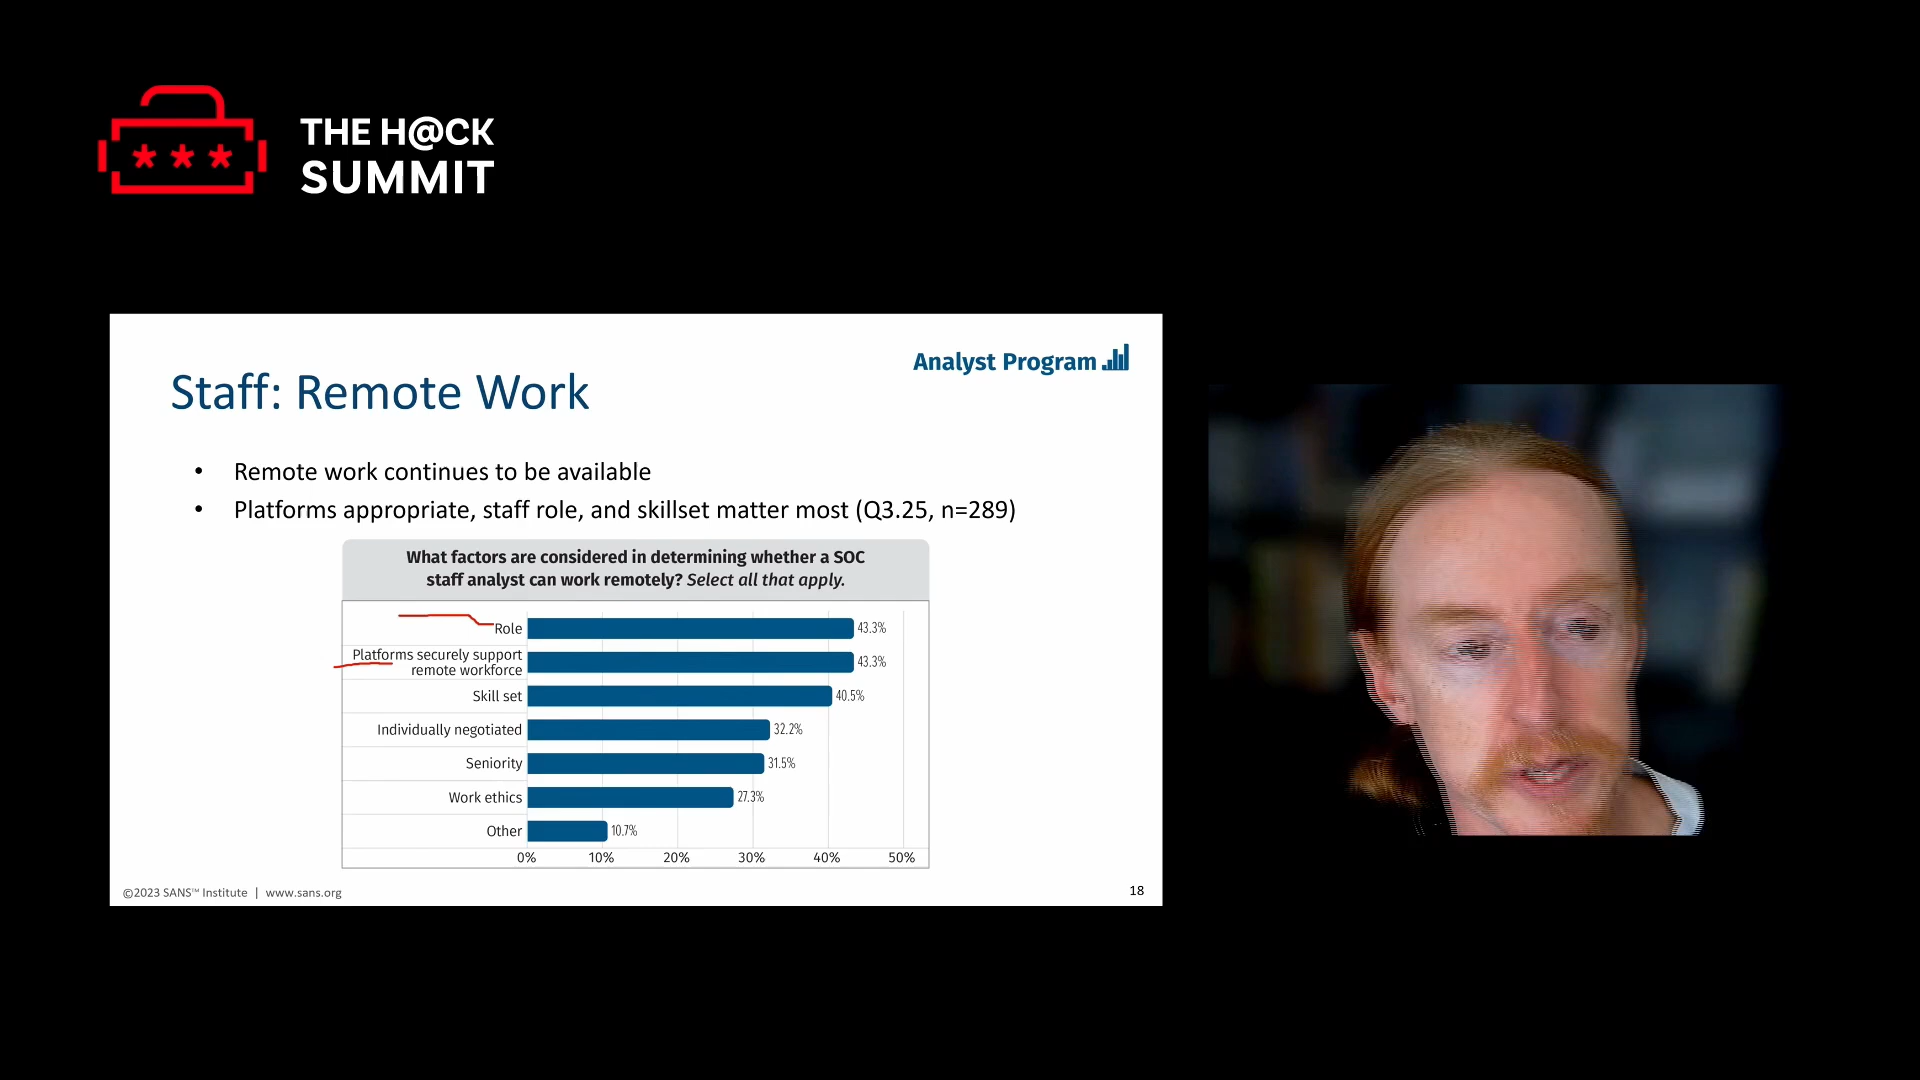 THE H@CK
SUMMIT
Analyst Program
Staff: Remote Work
• Remote work continues to be available
• Platforms appropriate, staff role, and skillset matter most (Q3.25, n=289)
What factors are considered in determining whether a SOC
staff analyst can work remotely? Select all that apply.
Role 43.3%
Platforms securely support
remote workforce 43.3%
Skill set 40.5%
Individually negotiated 32.2%
Seniority 31.5%
Work ethics 27.3%
Other 10.7%
0% 10% 20% 30% 40% 50%
©2023 SANS™ Institute | www.sans.org
18